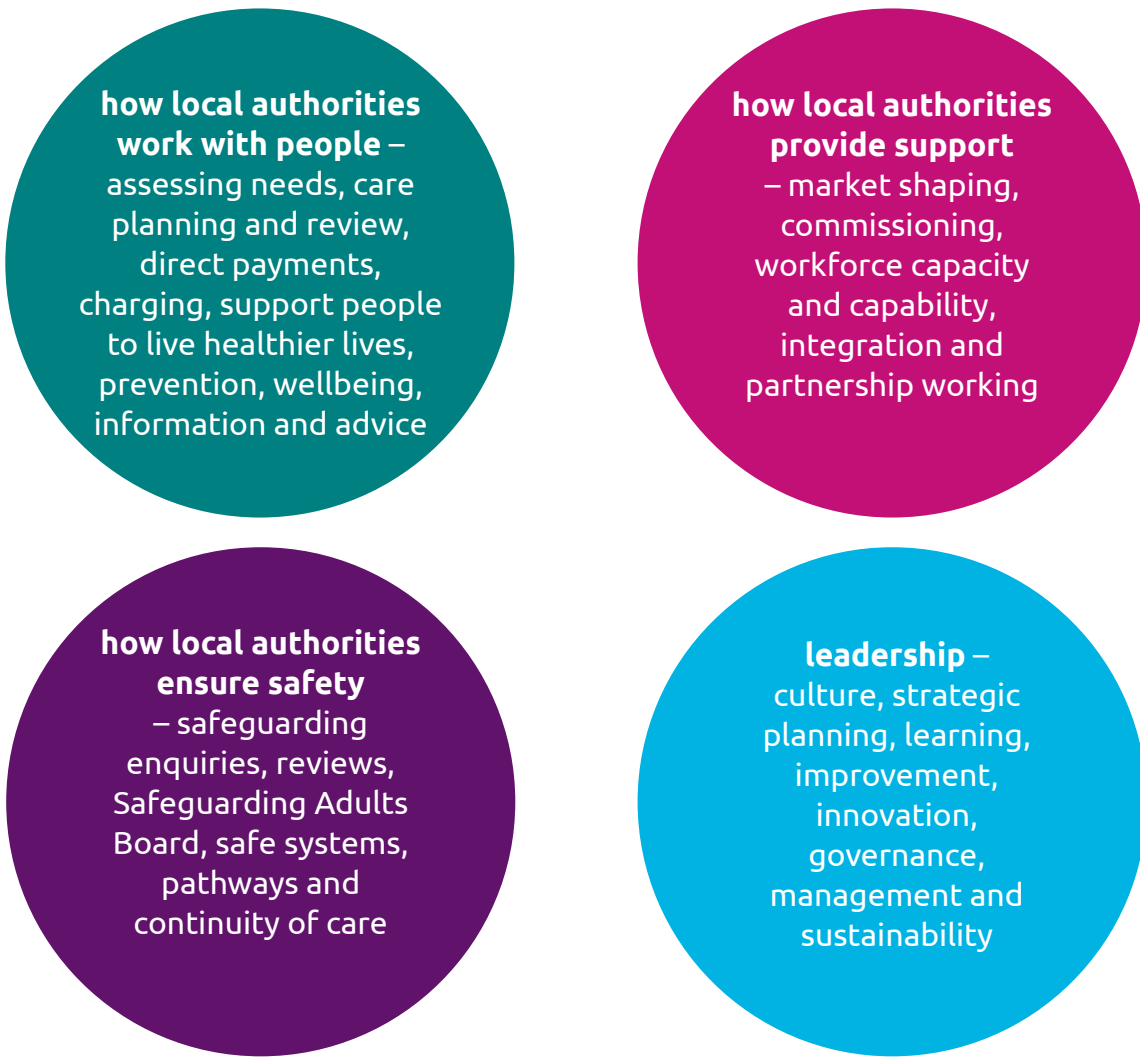 how local authorities
work with people –
assessing needs, care
planning and review,
direct payments,
charging, support people
to live healthier lives,
prevention, wellbeing,
information and advice
how local authorities
provide support
– market shaping,
commissioning,
workforce capacity
and capability,
integration and
partnership working
how local authorities
ensure safety
– safeguarding
enquiries, reviews,
Safeguarding Adults
Board, safe systems,
pathways and
continuity of care
leadership –
culture, strategic
planning, learning,
improvement,
innovation,
governance,
management and
sustainability